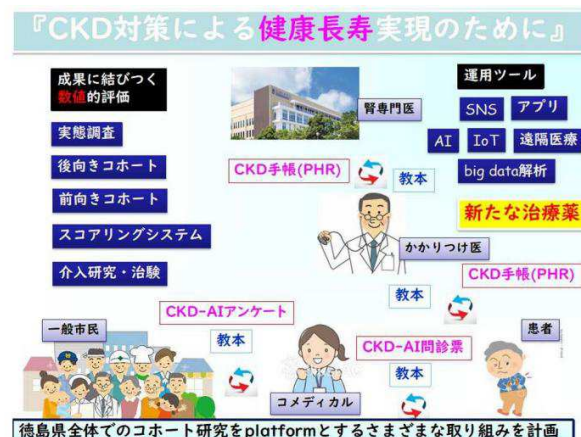 『CKD対策による健康長寿実現のために』
成果に結びつく
数値的評価
実態調査
後向きコホート
前向きコホート
スコアリングシステム
介入研究・治験
腎専門医
運用ツール
SNS
アプリ
AI
IoT
遠隔医療
big data解析
新たな治療薬
CKD手帳(PHR)
教本
かかりつけ医
CKD手帳(PHR)
教本
CKD-AIアンケート
教本
一般市民
コメディカル
CKD-AI問診票
教本
患者
徳島県全体でのコホート研究をplatformとするさまざまな取り組みを計画